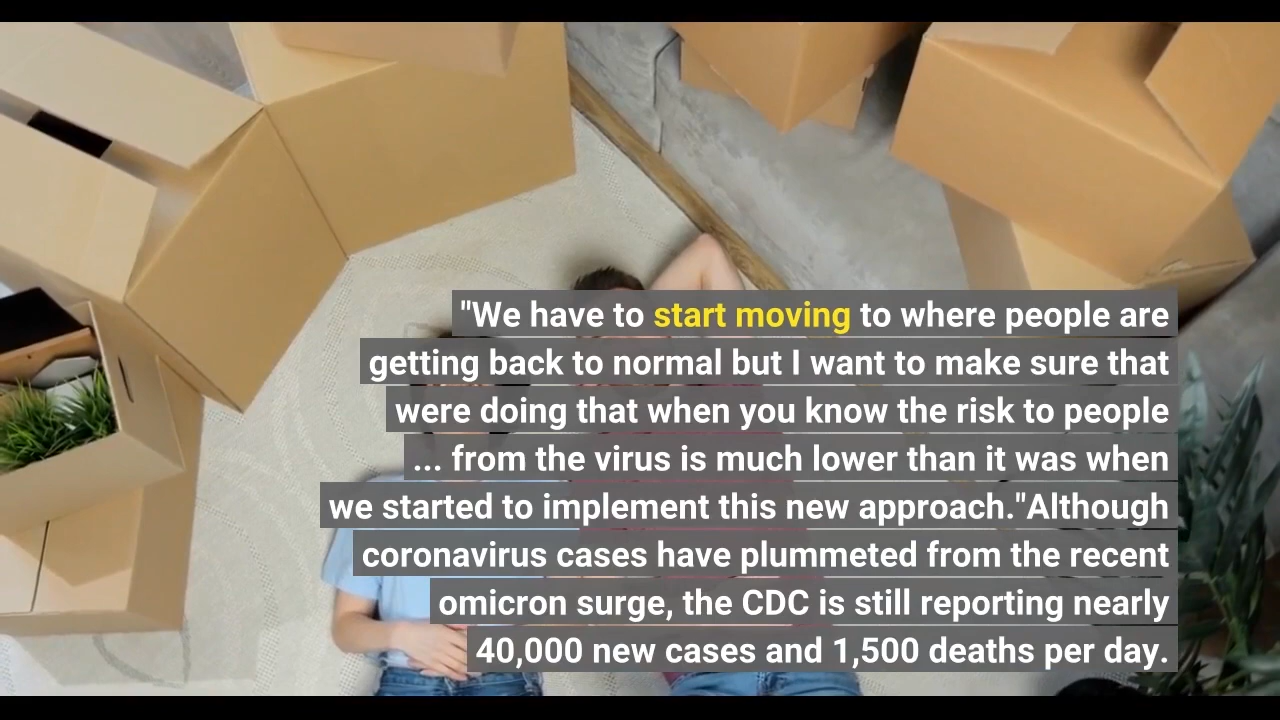 "We have to start moving to where people are
getting back to normal but I want to make sure that
were doing that when you know the risk to people
... from the virus is much lower than it was when
we started to implement this new approach."Although
coronavirus cases have plummeted from the recent
omicron surge, the CDC is still reporting nearly
40,000 new cases and 1,500 deaths per day.